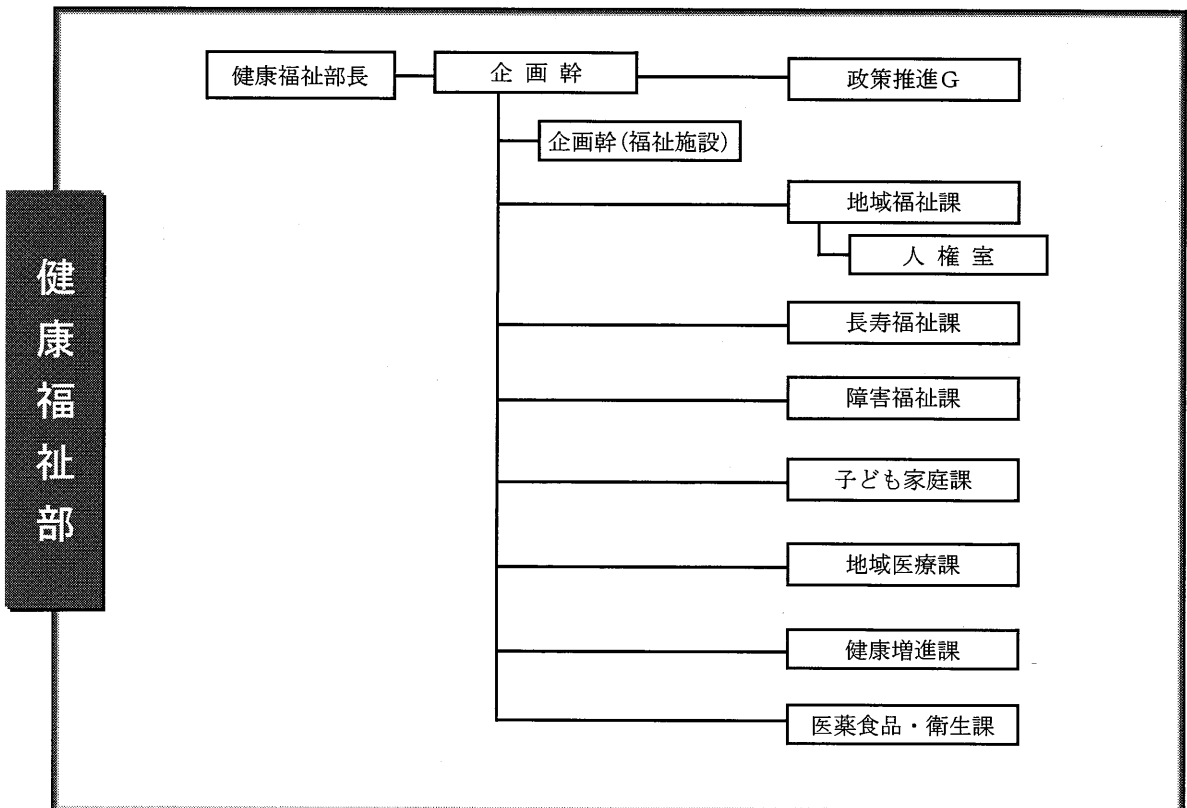 健康福祉部
健康福祉部長
企画幹
政策推進G
企画幹(福祉施設)
地域福祉課
人権室
長寿福祉課
障害福祉課
子ども家庭課
地域医療課
健康増進課
医薬食品・衛生課